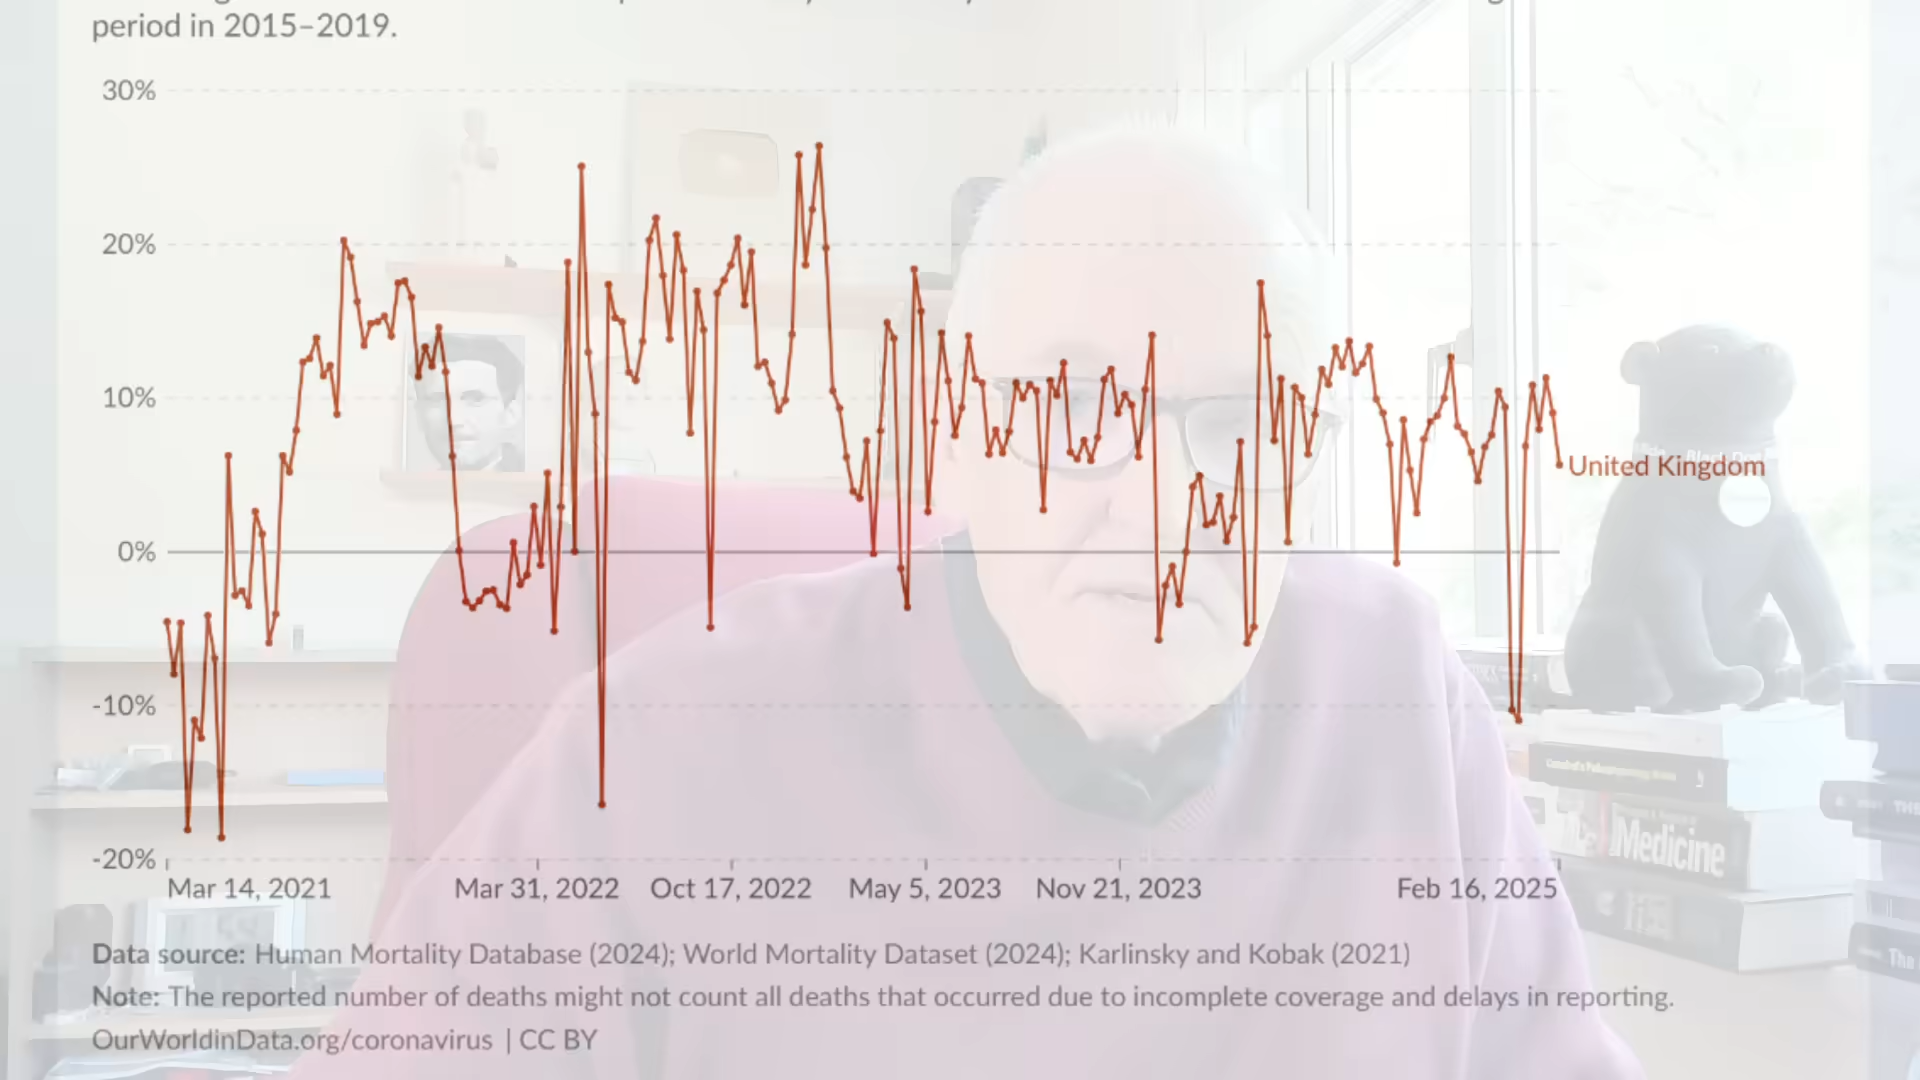 period in 2015–2019.
30%
20%
10%
0%
-10%
-20%
United Kingdom
Mar 14, 2021
Mar 31, 2022
Oct 17, 2022
May 5, 2023
Nov 21, 2023
Feb 16, 2025
Medicine
Data source: Human Mortality Database (2024); World Mortality Dataset (2024); Karlinsky and Kobak (2021)
The
Note: The reported number of deaths might not count all deaths that occurred due to incomplete coverage and delays in reporting.
OurWorldinData.org/coronavirus | CC BY